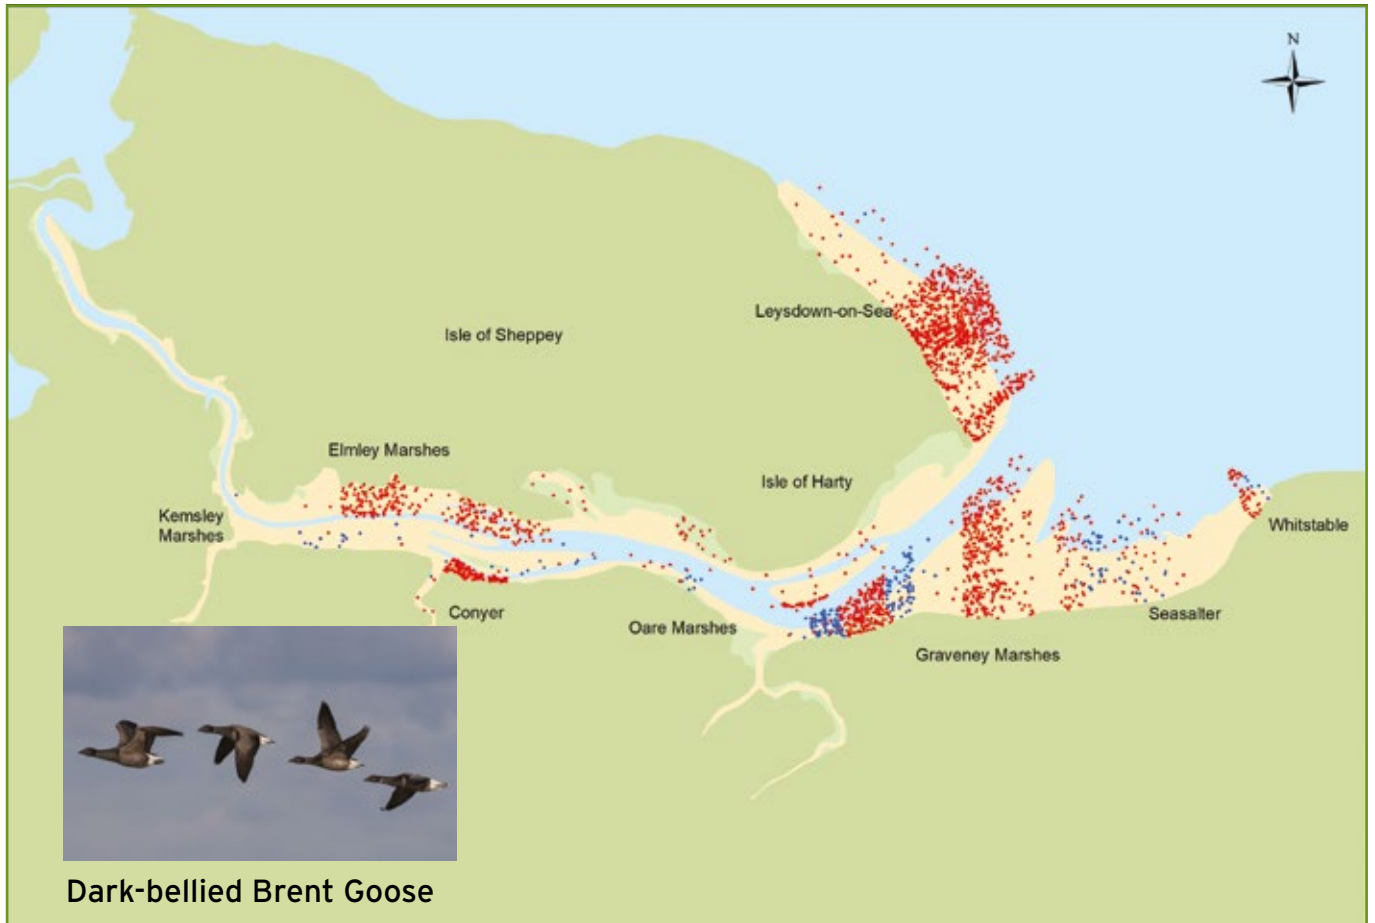 N
Leysdown-on-Sea
Isle of Sheppey
Elmley Marshes
Isle of Harty
Kemsley
Marshes
Whitstable
Conyer
Oare Marshes
Seasalter
Graveney Marshes
Dark-bellied Brent Goose